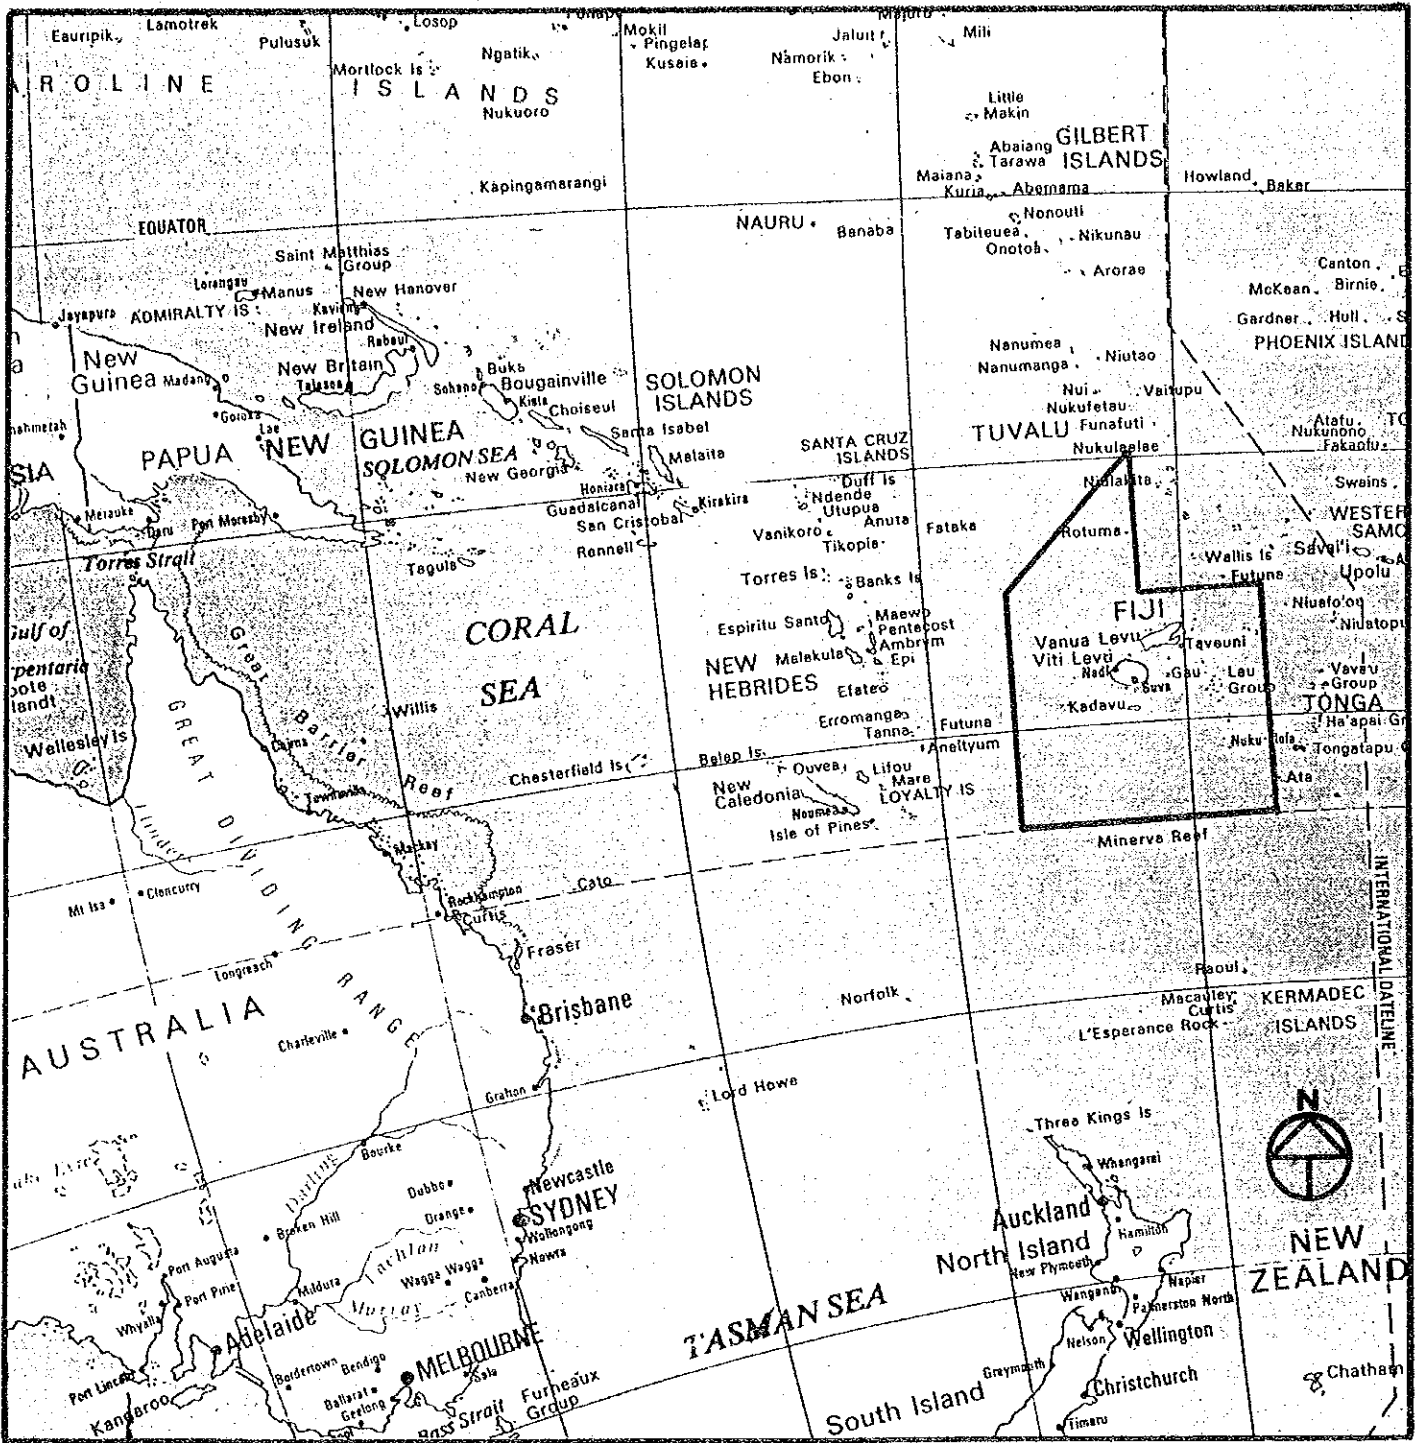 Eauripik
Lamotrek
Pulusuk
Losop
Mokil
Pingelap
Kusaie
Ngatik
Mortlock Is
Jaluit
Namorik
Ebon
Mili
ISLANDS
Nukuoro
Kapingamarangi
Little
Makin
Abaiang
Tarawa
GILBERT
ISLANDS
Maiana
Kuria
Abemama
Howland
Baker
EQUATOR
NAURU
Banaba
Nonouti
Tabiteuea
Onotoa
Nikunau
Arorae
Saint Matthias
Group
Lorengau
Manus
New Hanover
Kavieng
ADMIRALTY IS
Jayapura
New Ireland
Rabaul
New
Guinea
Madang
New Britain
Talasea
Goroka
Lae
Buka
Sohano
Bougainville
Kieta
Choiseul
SOLOMON
ISLANDS
Santa Isabel
Malaita
PAPUA NEW GUINEA
SOLOMON SEA
New Georgia
Honiara
Guadalcanal
San Cristobal
Kirakira
Rennell
Canton
McKean
Birnie
Gardner
Hull
PHOENIX ISLAND
Nanumea
Nanumanga
Niutao
Nui
Vaitupu
Nukufetau
Funafuti
TUVALU
Nukulaelae
Niulakita
Atafu
Nukunono
Fakaofu
Swains
SANTA CRUZ
ISLANDS
Duff Is
Ndende
Utupua
Vanikoro
Anuta
Tikopia
Fataka
Rotuma
WESTER
SAMO
Wallis Is
Savai'i
Futuna
Upolu
Merauke
Daru
Port Moresby
Torres Strait
Tagula
Torres Is
Banks Is
Espiritu Santo
Maewo
Pentecost
Ambrym
Malakula
Epi
NEW
HEBRIDES
Efate
Erromanga
Tanna
Futuna
Aneityum
FIJI
Vanua Levu
Taveuni
Viti Levu
Nadi
Suva
Gau
Lau
Group
Kadavu
Niuafo'ou
Niuatopu
Vavau
Group
TONGA
Ha'apai Gr
Tongatapu
Ata
Minerva Reef
CORAL
SEA
Gulf of
Great Barrier Reef
GREAT DIVIDING RANGE
Willis
Wellesley Is
Cairns
Townsville
Chesterfield Is
Belep Is
Ouvea
Lifou
Mare
New
Caledonia
LOYALTY IS
Noumea
Isle of Pines
Flinders
Mackay
Cloncurry
Mt Isa
Rockhampton
Curtis
Cato
Longreach
Fraser
AUSTRALIA
Charleville
Brisbane
Norfolk
Raoul
Macauley
Curtis
KERMADEC
ISLANDS
L'Esperance Rock
INTERNATIONAL DATELINE
Grafton
Lord Howe
Bourke
Darling
Three Kings Is
Whangarei
N
Dubbo
Newcastle
Orange
SYDNEY
Wollongong
Nowra
Broken Hill
Lachlan
Port Augusta
Port Pirie
Whyalla
Mildura
Wagga Wagga
Canberra
Murray
Adelaide
Auckland
Hamilton
North Island
New Plymouth
Napier
Wanganui
Palmerston North
NEW
ZEALAND
Bordertown
Bendigo
MELBOURNE
Ballarat
Geelong
Sale
Port Lincoln
Kangaroo
Bass Strait
Furneaux
Group
TASMAN SEA
Nelson
Wellington
Greymouth
Christchurch
South Island
Timaru
Chatham